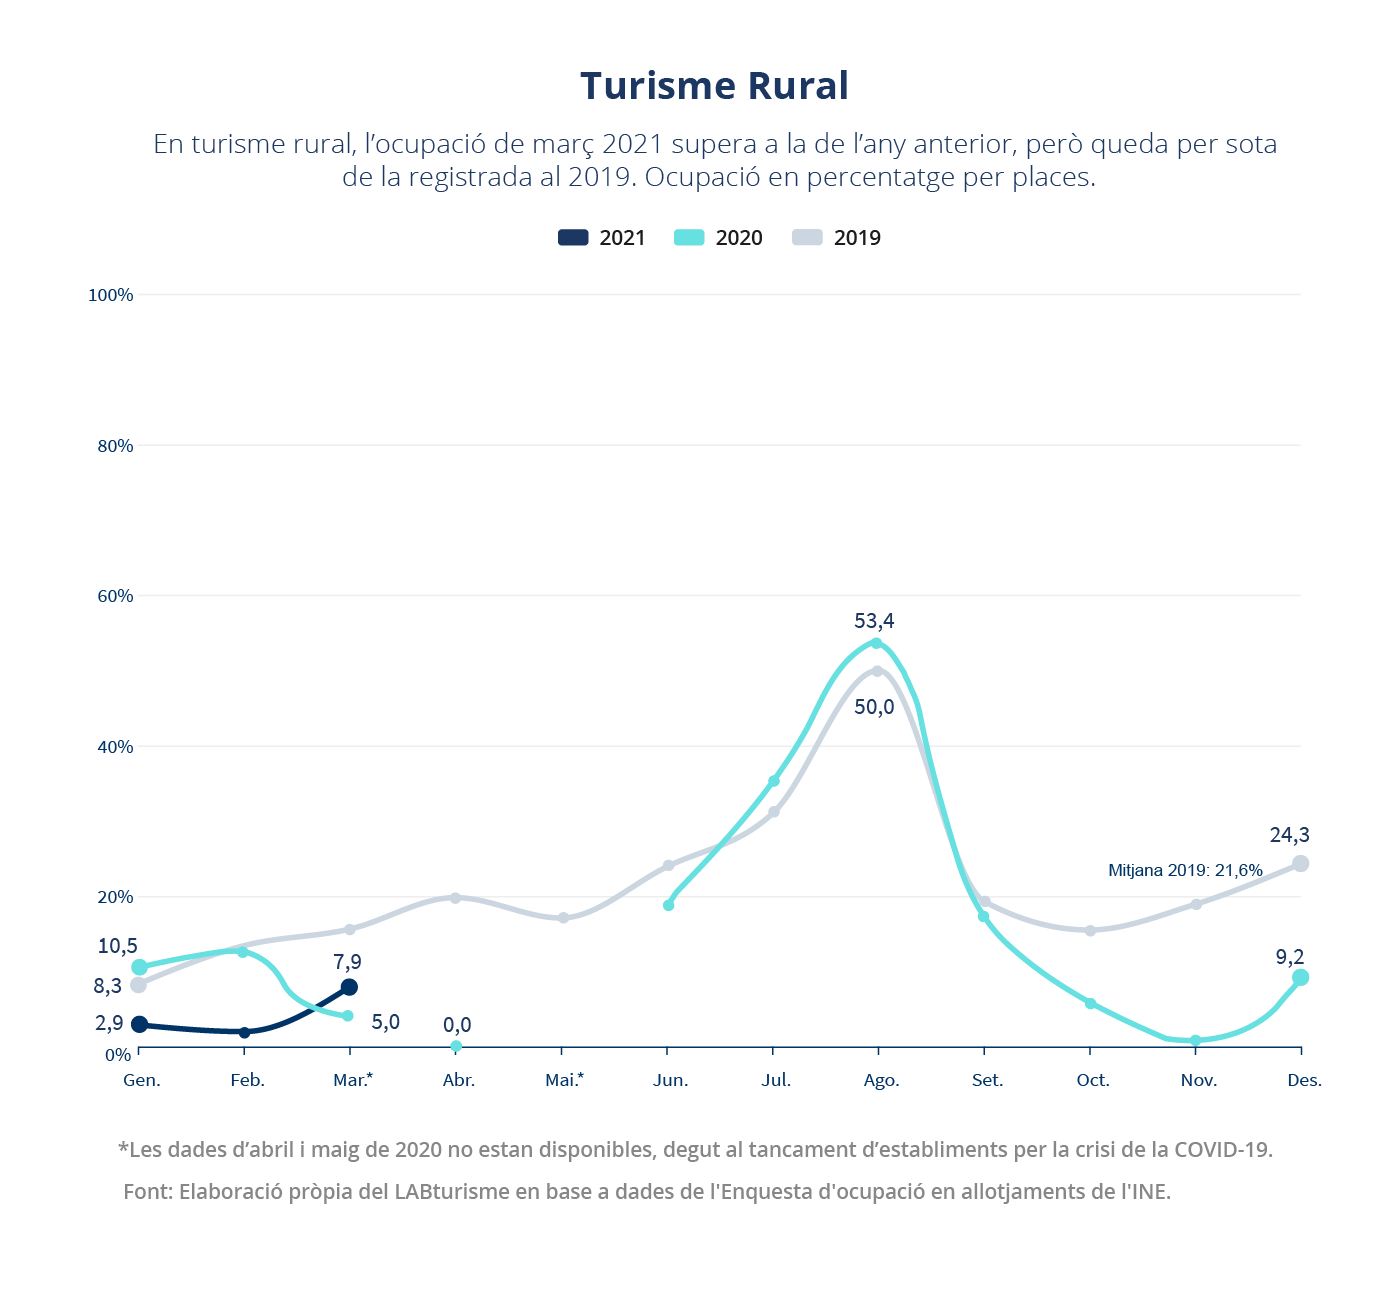 Turisme Rural
En turisme rural, l’ocupació de març 2021 supera a la de l’any anterior, però queda per sota
de la registrada al 2019. Ocupació en percentatge per places.
2021 2020 2019
100%
80%
60%
53,4
50,0
40%
24,3
Mitjana 2019: 21,6%
20%
10,5
7,9
9,2
8,3
2,9
5,0
0,0
0%
Gen. Feb. Mar.* Abr. Mai.* Jun. Jul. Ago. Set. Oct. Nov. Des.
*Les dades d’abril i maig de 2020 no estan disponibles, degut al tancament d’establiments per la crisi de la COVID-19.
Font: Elaboració pròpia del LABturisme en base a dades de l'Enquesta d'ocupació en allotjaments de l'INE.